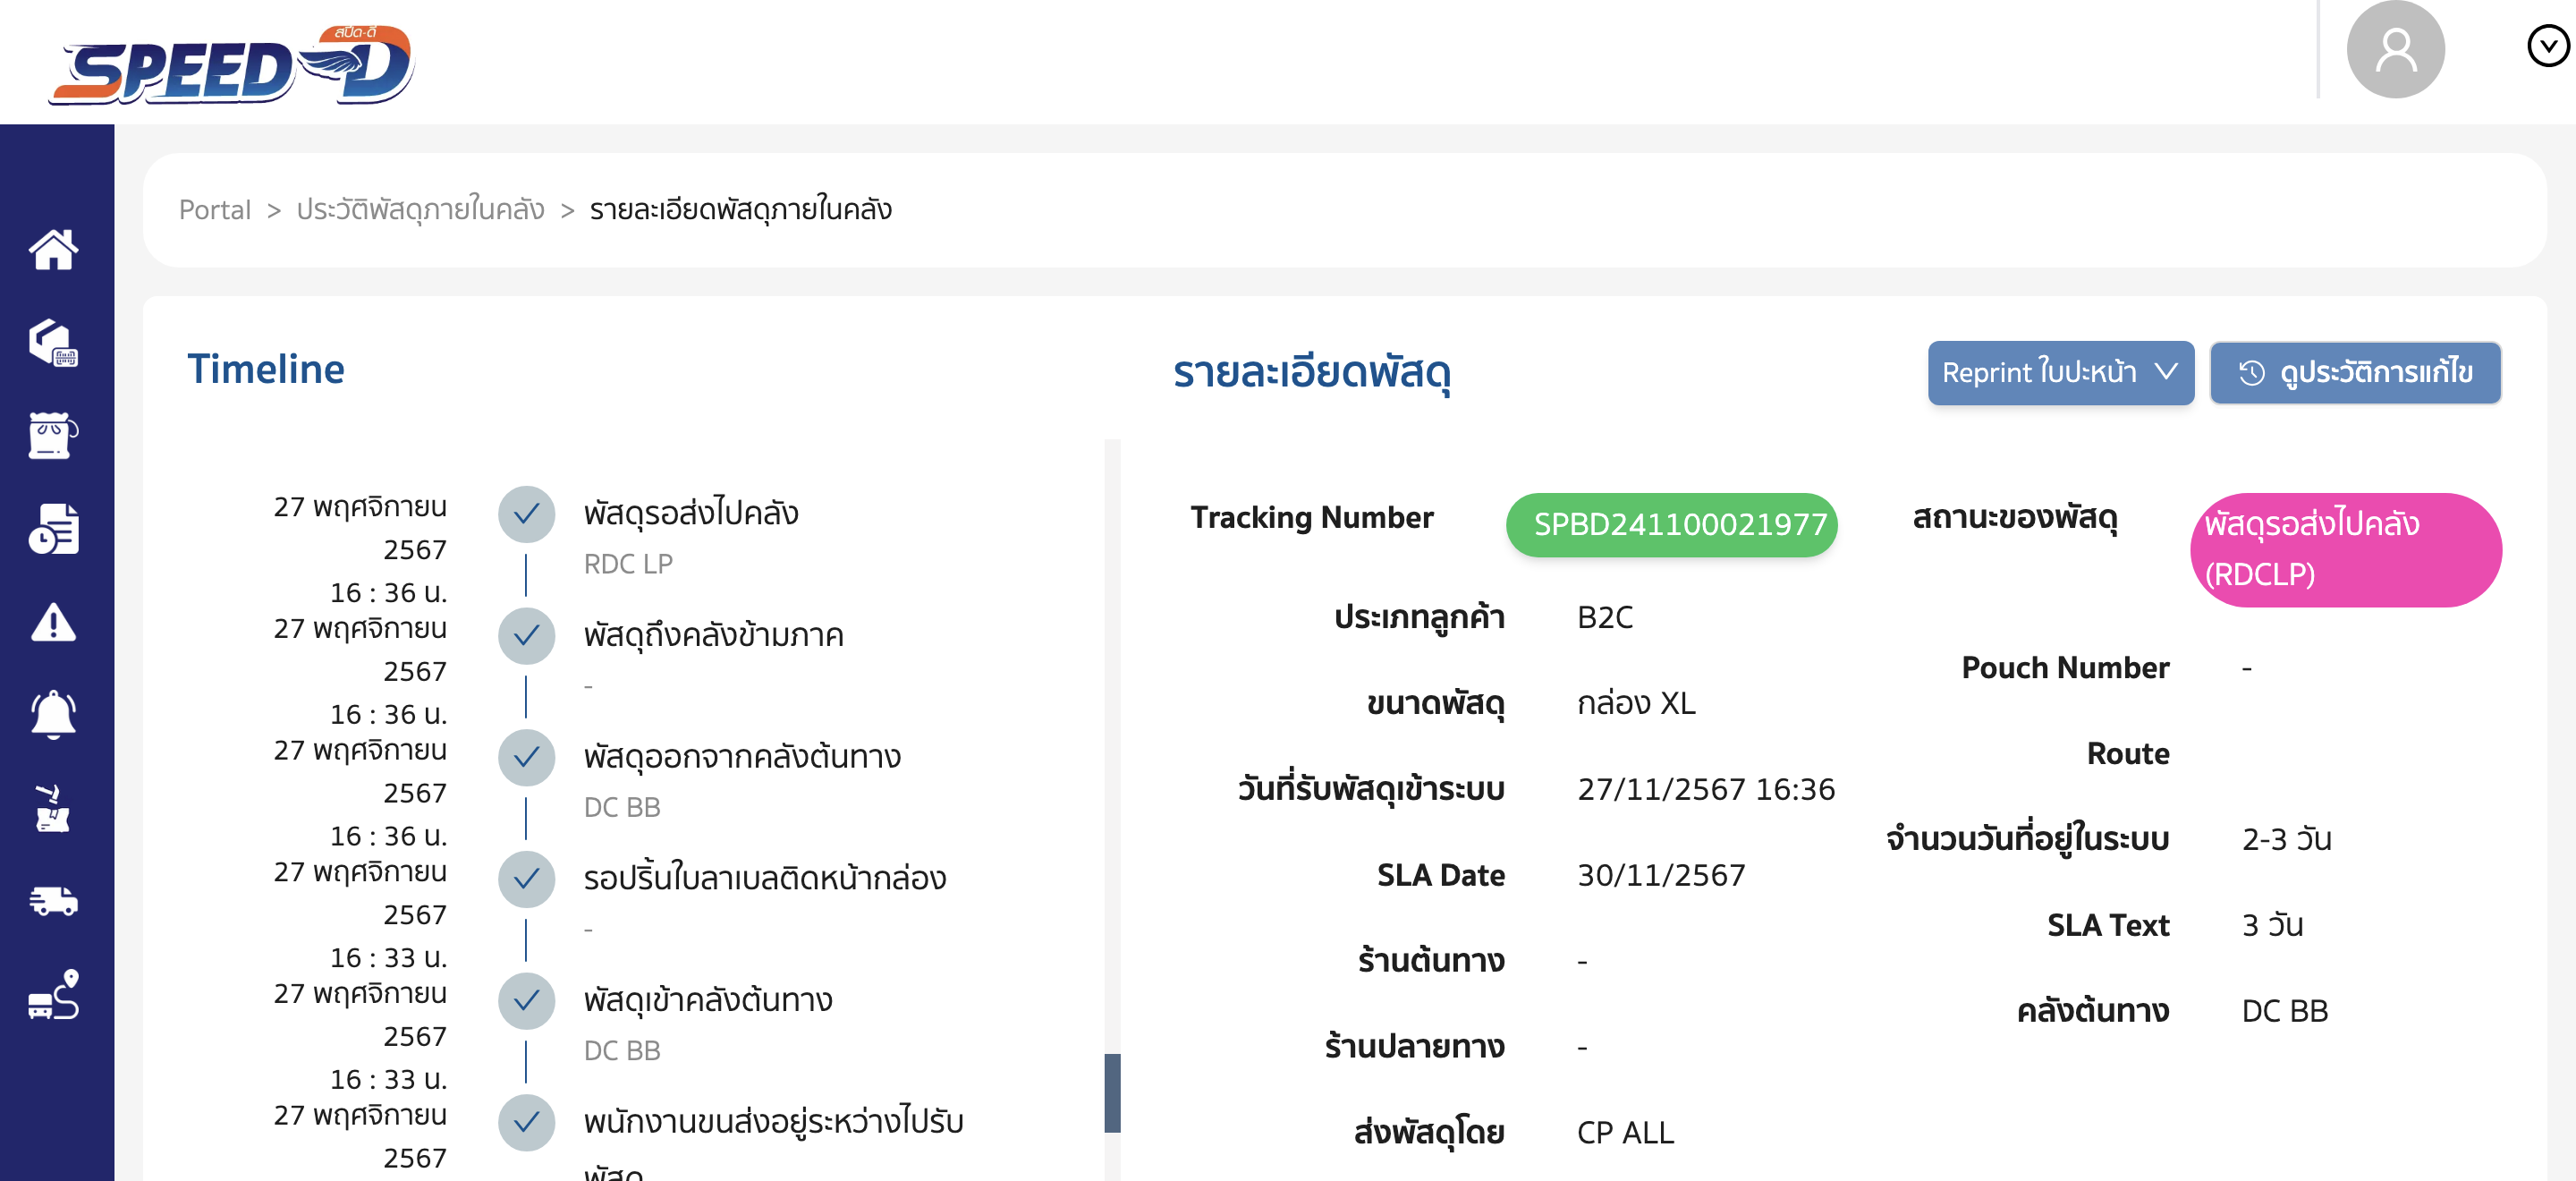 SPEED-D
สปีด-ดี
Portal > ประวัติพัสดุภายในคลัง > รายละเอียดพัสดุภายในคลัง
Timeline
27 พฤศจิกายน
2567
16 : 36 น.
พัสดุรอส่งไปคลัง
RDC LP
27 พฤศจิกายน
2567
16 : 36 น.
พัสดุถึงคลังข้ามภาค
-
27 พฤศจิกายน
2567
16 : 36 น.
พัสดุออกจากคลังต้นทาง
DC BB
27 พฤศจิกายน
2567
16 : 33 น.
รอปริ้นใบลาเบลติดหน้ากล่อง
-
27 พฤศจิกายน
2567
16 : 33 น.
พัสดุเข้าคลังต้นทาง
DC BB
27 พฤศจิกายน
2567
พนักงานขนส่งอยู่ระหว่างไปรับ
พัสดุ
รายละเอียดพัสดุ
Reprint ใบปะหน้า
ดูประวัติการแก้ไข
Tracking Number SPBD241100021977
ประเภทลูกค้า B2C
ขนาดพัสดุ กล่อง XL
วันที่รับพัสดุเข้าระบบ 27/11/2567 16:36
SLA Date 30/11/2567
ร้านต้นทาง -
ร้านปลายทาง -
ส่งพัสดุโดย CP ALL
สถานะของพัสดุ พัสดุรอส่งไปคลัง
(RDCLP)
Pouch Number -
Route
จำนวนวันที่อยู่ในระบบ 2-3 วัน
SLA Text 3 วัน
คลังต้นทาง DC BB